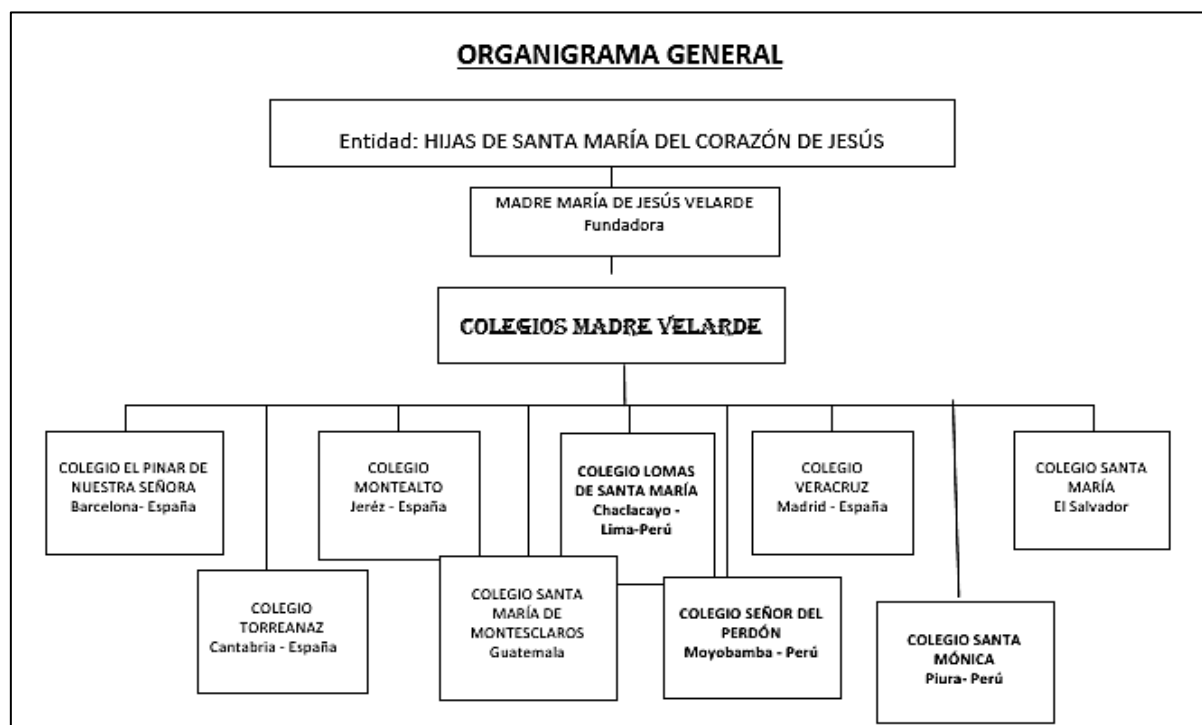 ORGANIGRAMA GENERAL
Entidad: HIJAS DE SANTA MARÍA DEL CORAZÓN DE JESÚS
MADRE MARÍA DE JESÚS VELARDE
Fundadora
COLEGIOS MADRE VELARDE
COLEGIO EL PINAR DE
NUESTRA SEÑORA
Barcelona- España
COLEGIO
MONTEALTO
Jeréz - España
COLEGIO LOMAS
DE SANTA MARÍA
Chaclacayo -
Lima-Perú
COLEGIO
VERACRUZ
Madrid - España
COLEGIO SANTA
MARÍA
El Salvador
COLEGIO
TORREANAZ
Cantabria - España
COLEGIO SANTA
MARÍA DE
MONTESCLAROS
Guatemala
COLEGIO SEÑOR DEL
PERDÓN
Moyobamba - Perú
COLEGIO SANTA
MÓNICA
Piura- Perú